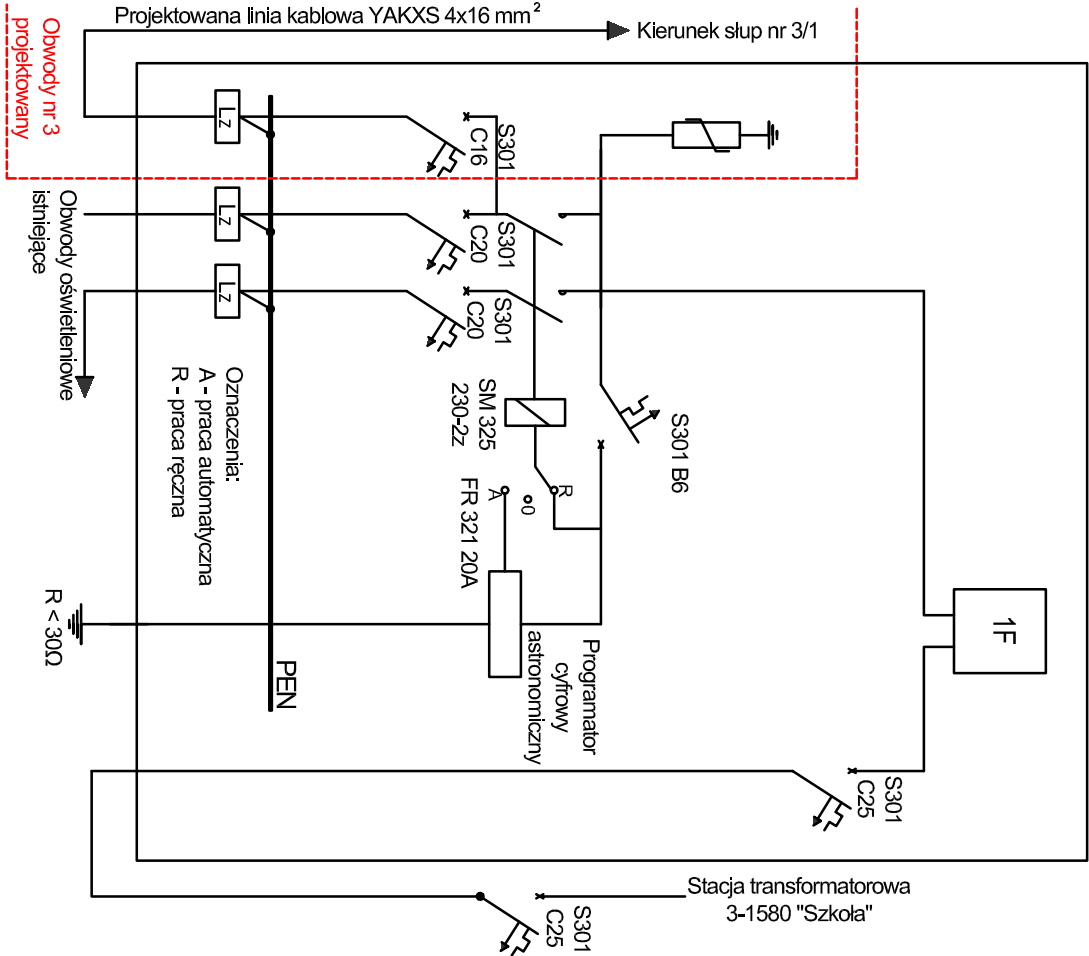 Projektowana linia kablowa YAKXS 4x16 mm²
Kierunek słup nr 3/1
Obwody nr 3
projektowany
Lz
S301
C16
Obwody oświetleniowe
istniejące
Lz
S301
C20
Lz
S301
C20
Oznaczenia:
A - praca automatyczna
R - praca ręczna
SM 325
230-2z
S301 B6
R
0
A
FR 321 20A
Programator
cyfrowy
astronomiczny
1F
R < 30Ω
PEN
S301
C25
Stacja transformatorowa
3-1580 "Szkoła"
S301
C25